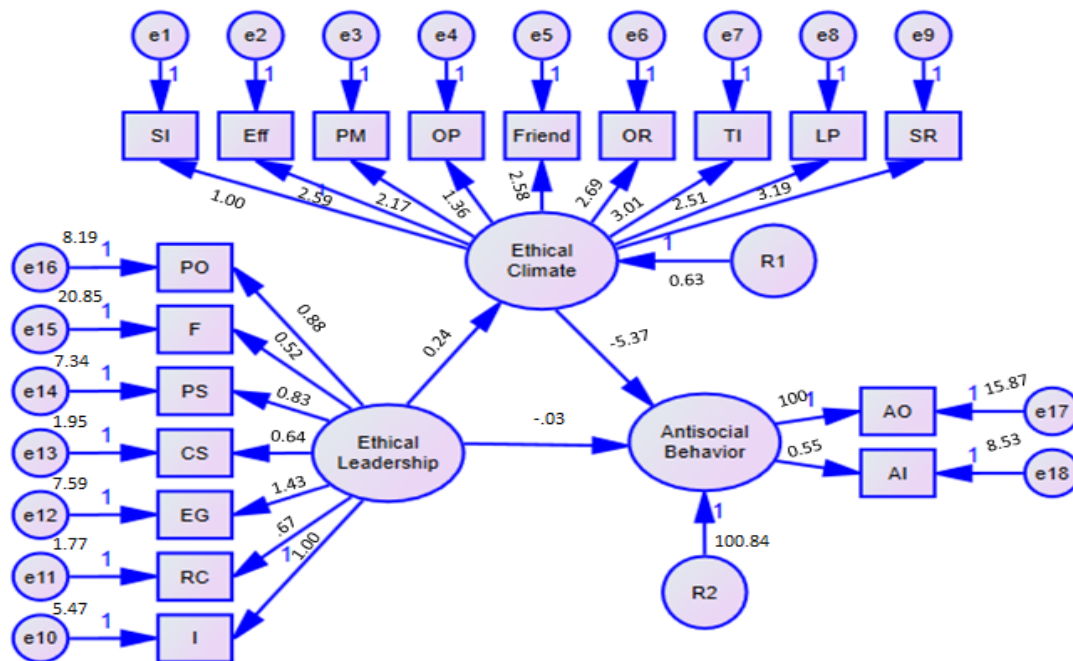 e1 e2 e3 e4 e5 e6 e7 e8 e9
1 1 1 1 1 1 1 1 1
SI Eff PM OP Friend OR TI LP SR
1.00 1 2.59 2.17 1.36 2.58 2.69 3.01 2.51 3.19
Ethical
Climate
1
0.63
R1
e16 8.19 1 PO 0.88
e15 20.85 1 F 0.52
e14 7.34 1 PS 0.83
e13 1.95 1 CS 0.64
e12 7.59 1 EG 1.43
e11 1.77 1 RC .67
e10 5.47 1 I 1 1.00
Ethical
Leadership
0.24
-5.37
-.03
Antisocial
Behavior
100 1 AO 1 15.87 e17
0.55 AI 1 8.53 e18
1
100.84
R2